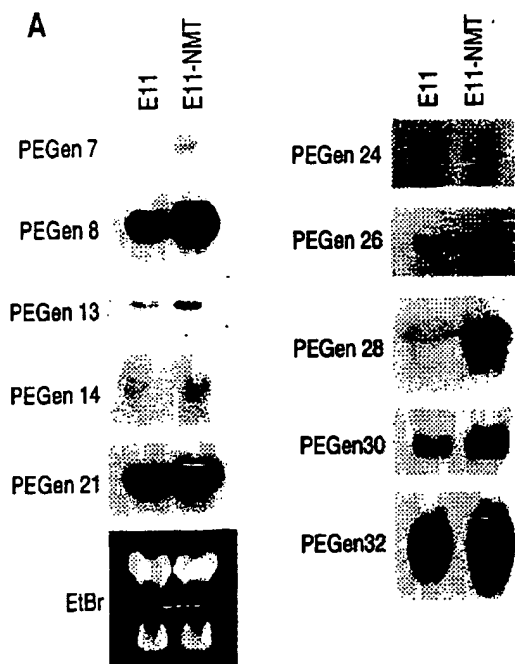 A
E11
E11-NMT
PEGen 7
PEGen 8
PEGen 13
PEGen 14
PEGen 21
EtBr
E11
E11-NMT
PEGen 24
PEGen 26
PEGen 28
PEGen30
PEGen32